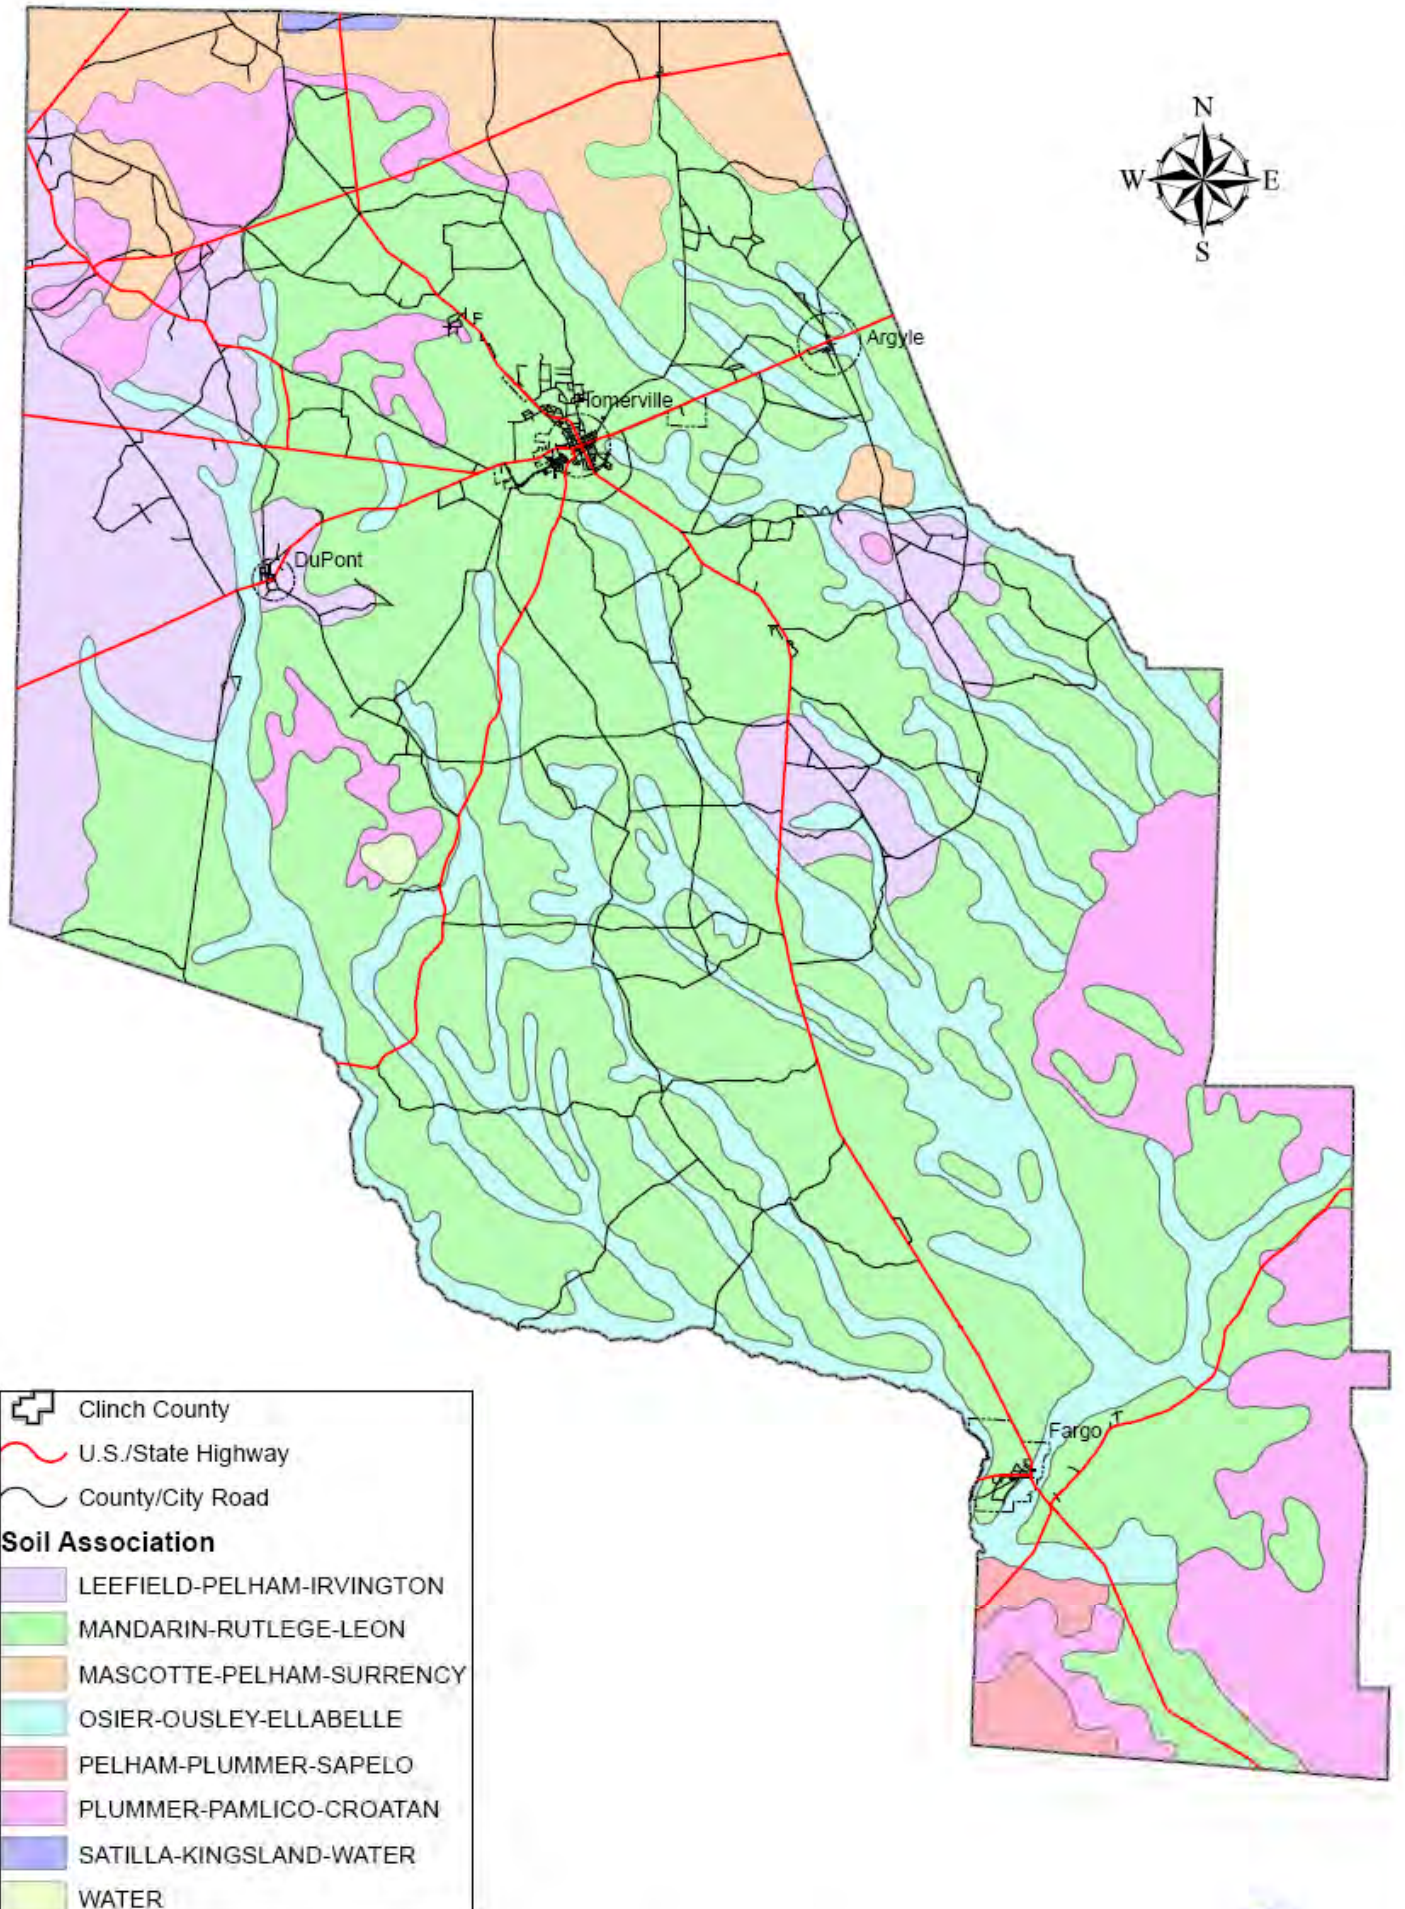 N
W
E
S
Argyle
Homerville
DuPont
Fargo
Clinch County
U.S./State Highway
County/City Road
Soil Association
LEEFIELD-PELHAM-IRVINGTON
MANDARIN-RUTLEGE-LEON
MASCOTTE-PELHAM-SURRENCY
OSIER-OUSLEY-ELLABELLE
PELHAM-PLUMMER-SAPELO
PLUMMER-PAMLICO-CROATAN
SATILLA-KINGSLAND-WATER
WATER